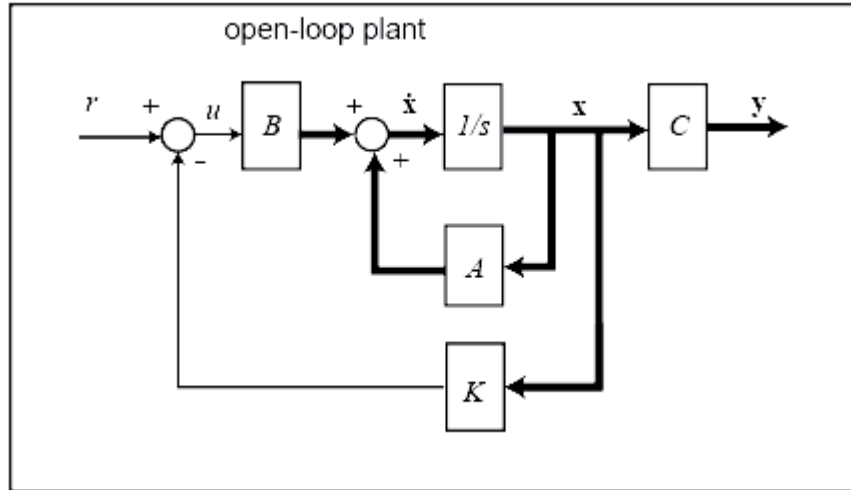 open-loop plant
r
+
u
B
+
ẋ
1/s
x
C
y
-
+
A
K